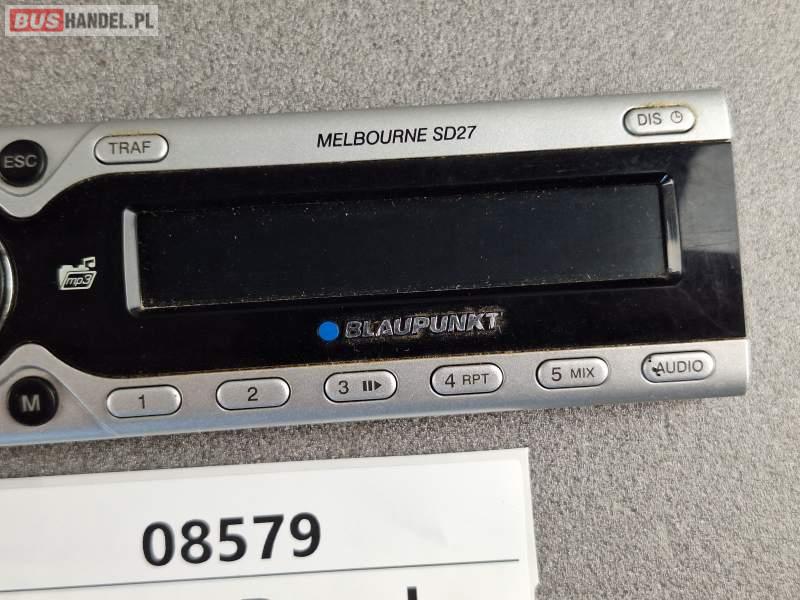 BUSHANDEL.PL
DIS
MELBOURNE SD27
ESC
TRAF
mp3
BLAUPUNKT
M
1
2
3
4 RPT
5 MIX
AUDIO
08579